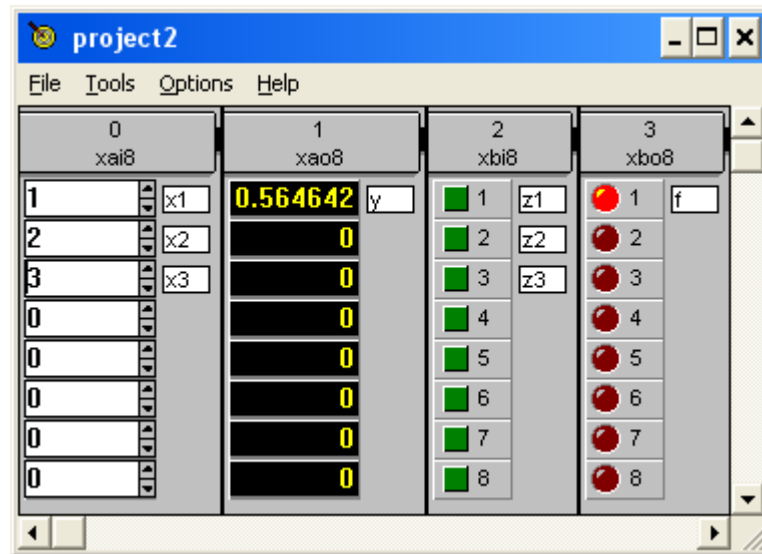 project2
File Tools Options Help
0 1 2 3
xai8 xao8 xbi8 xbo8
1 x1 0.564642 y 1 z1 1 f
2 x2 0 2 z2 2
3 x3 0 3 z3 3
0 0 4 4
0 0 5 5
0 0 6 6
0 0 7 7
0 0 8 8